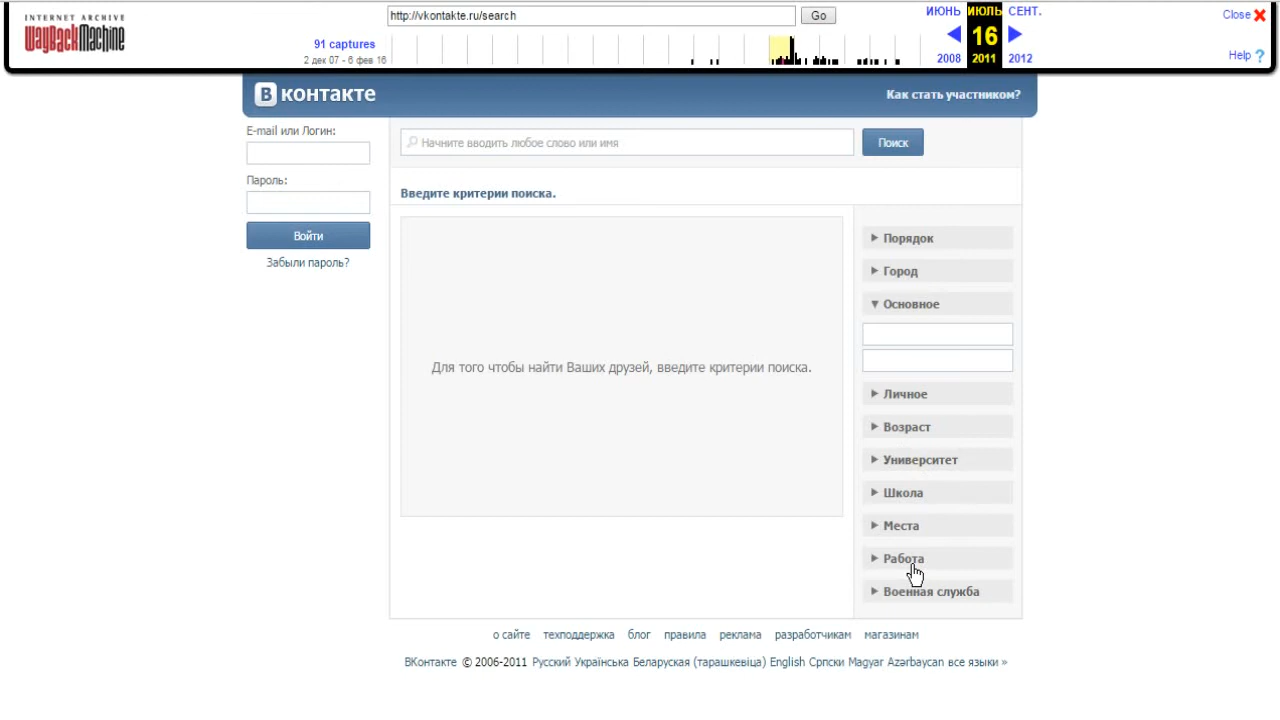 INTERNET ARCHIVE
WayBackMachine
http://vkontakte.ru/search
Go
91 captures
2 дек 07 - 6 фев 16
ИЮНЬ ИЮЛЬ СЕНТ.
16
2008 2011 2012
Close
Help ?
В контакте
Как стать участником?
E-mail или Логин:
Пароль:
Войти
Забыли пароль?
Начните вводить любое слово или имя
Поиск
Введите критерии поиска.
Для того чтобы найти Ваших друзей, введите критерии поиска.
Порядок
Город
Основное
Личное
Возраст
Университет
Школа
Места
Работа
Военная служба
о сайте техподдержка блог правила реклама разработчикам магазинам
ВКонтакте © 2006-2011 Русский Українська Беларуская (тарашкевiца) English Српски Magyar Azərbaycan все языки »